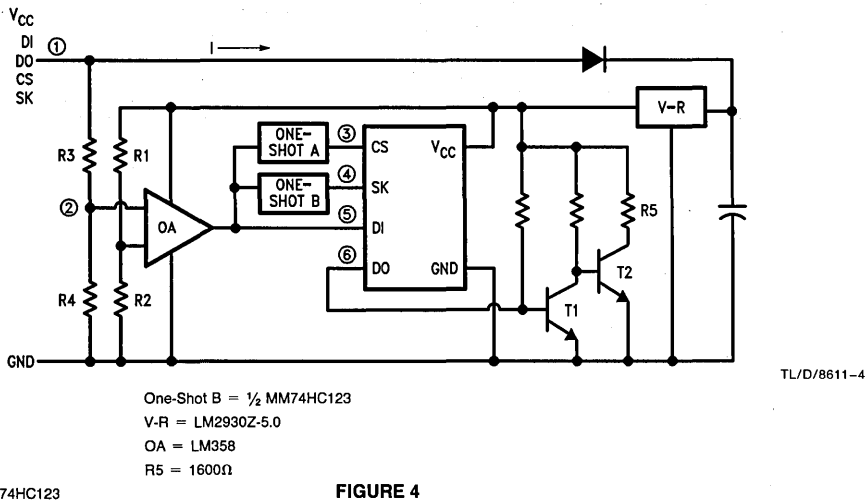 VCC
DI
DO ①
CS
SK
I
R3
R1
②
OA
R4
R2
ONE-
SHOT A
ONE-
SHOT B
③
④
⑤
⑥
CS
SK
DI
DO
VCC
GND
V-R
R5
T1
T2
GND
TL/D/8611-4
One-Shot B = ½ MM74HC123
V-R = LM2930Z-5.0
OA = LM358
R5 = 1600Ω
74HC123
FIGURE 4